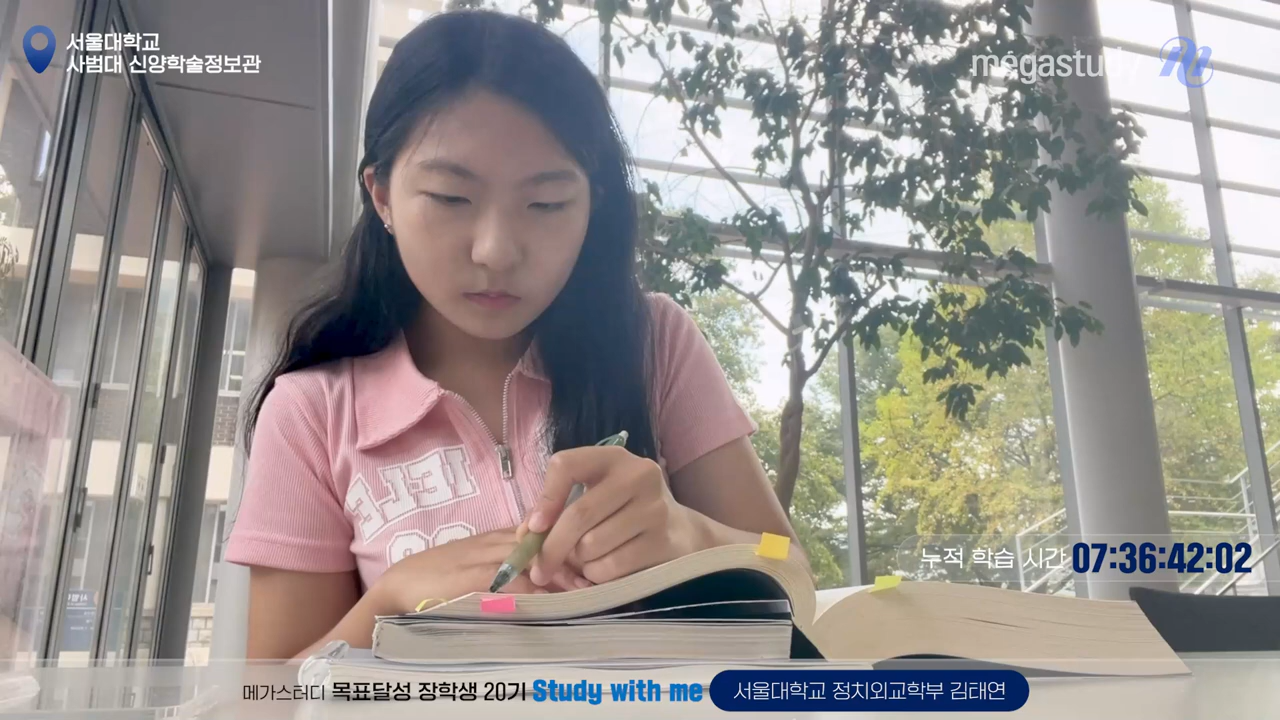 서울대학교
사범대 신양학술정보관
megastudy
누적 학습 시간 07:36:42:02
메가스터디 목표달성 장학생 20기 Study with me 서울대학교 정치외교학부 김태연